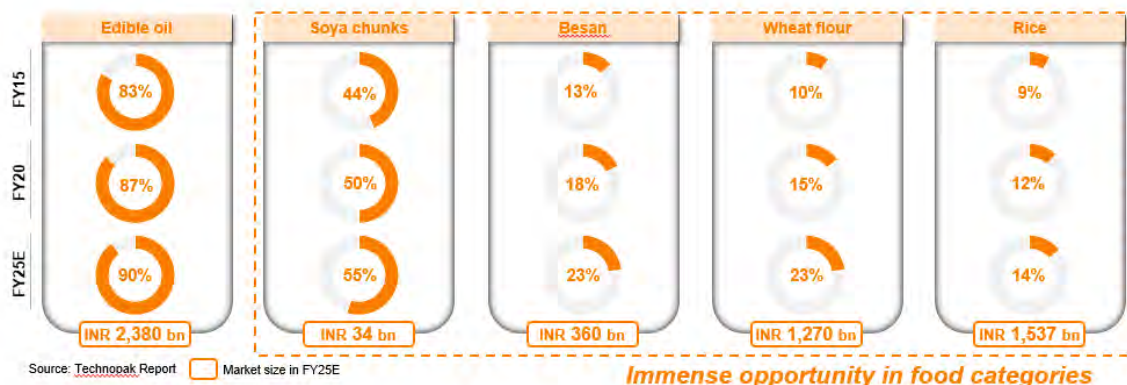 Edible oil Soya chunks Besan Wheat flour Rice
FY15 83% 44% 13% 10% 9%
FY20 87% 50% 18% 15% 12%
FY25E 90% 55% 23% 23% 14%
INR 2,380 bn INR 34 bn INR 360 bn INR 1,270 bn INR 1,537 bn
Source: Technopak Report Market size in FY25E
Immense opportunity in food categories